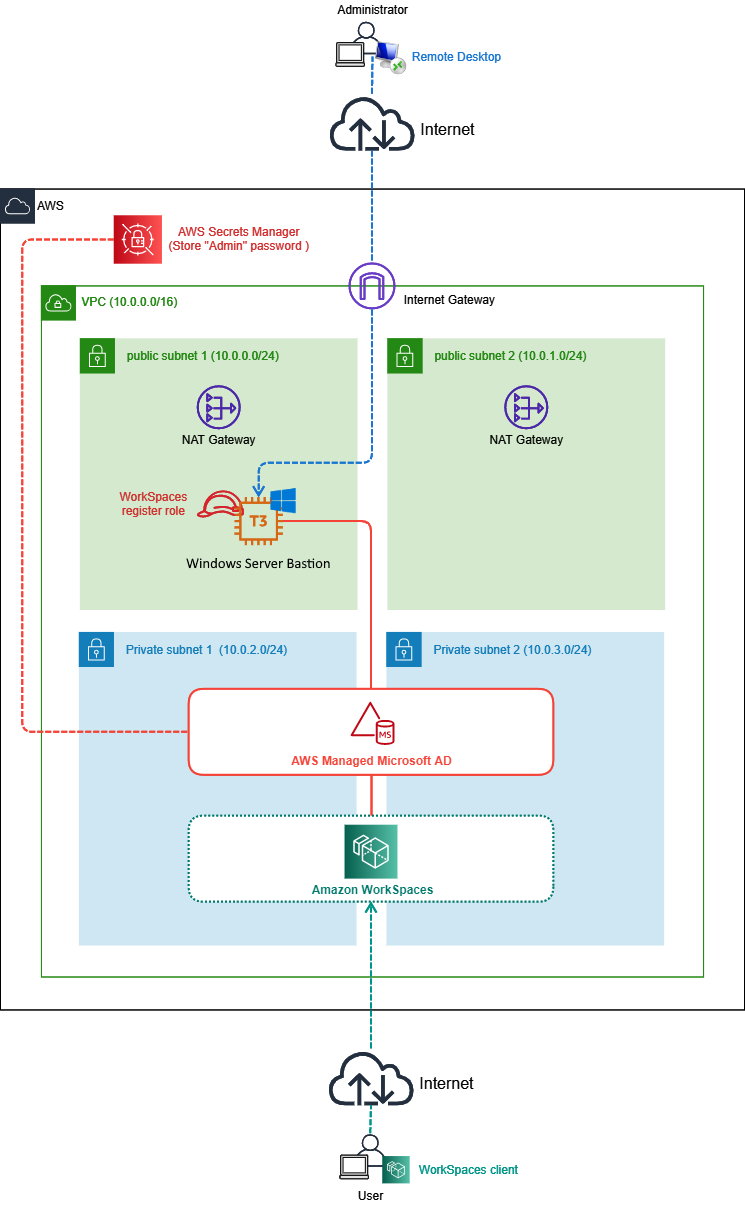 Administrator
Remote Desktop
Internet
AWS
AWS Secrets Manager
(Store "Admin" password )
Internet Gateway
VPC (10.0.0.0/16)
public subnet 1 (10.0.0.0/24)
public subnet 2 (10.0.1.0/24)
NAT Gateway
NAT Gateway
WorkSpaces
register role
T3
Windows Server Bastion
Private subnet 1  (10.0.2.0/24)
Private subnet 2 (10.0.3.0/24)
MS
AWS Managed Microsoft AD
Amazon WorkSpaces
Internet
WorkSpaces client
User